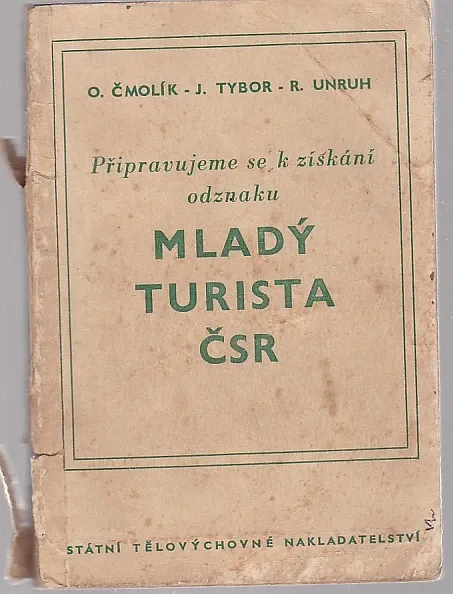 O. ČMOLÍK - J. TYBOR - R. UNRUH
Připravujeme se k získání
odznaku
MLADÝ
TURISTA
ČSR
STÁTNÍ TĚLOVÝCHOVNÉ NAKLADATELSTVÍ